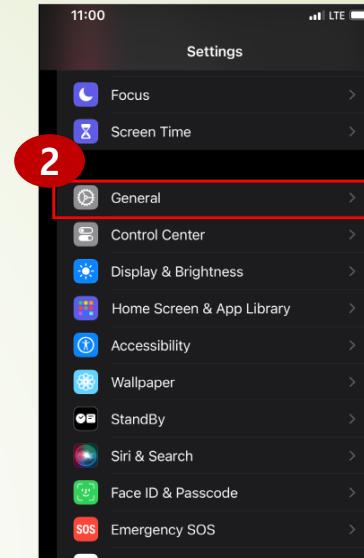 11:00 LTE
Settings
Focus
Screen Time
2
General
Control Center
Display & Brightness
Home Screen & App Library
Accessibility
Wallpaper
StandBy
Siri & Search
Face ID & Passcode
SOS Emergency SOS